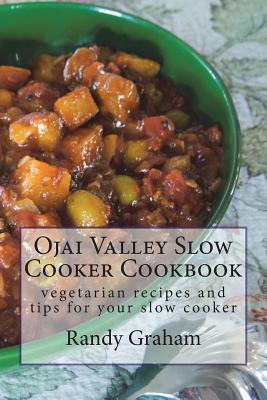 Ojai Valley Slow
Cooker Cookbook
vegetarian recipes and
tips for your slow cooker
Randy Graham